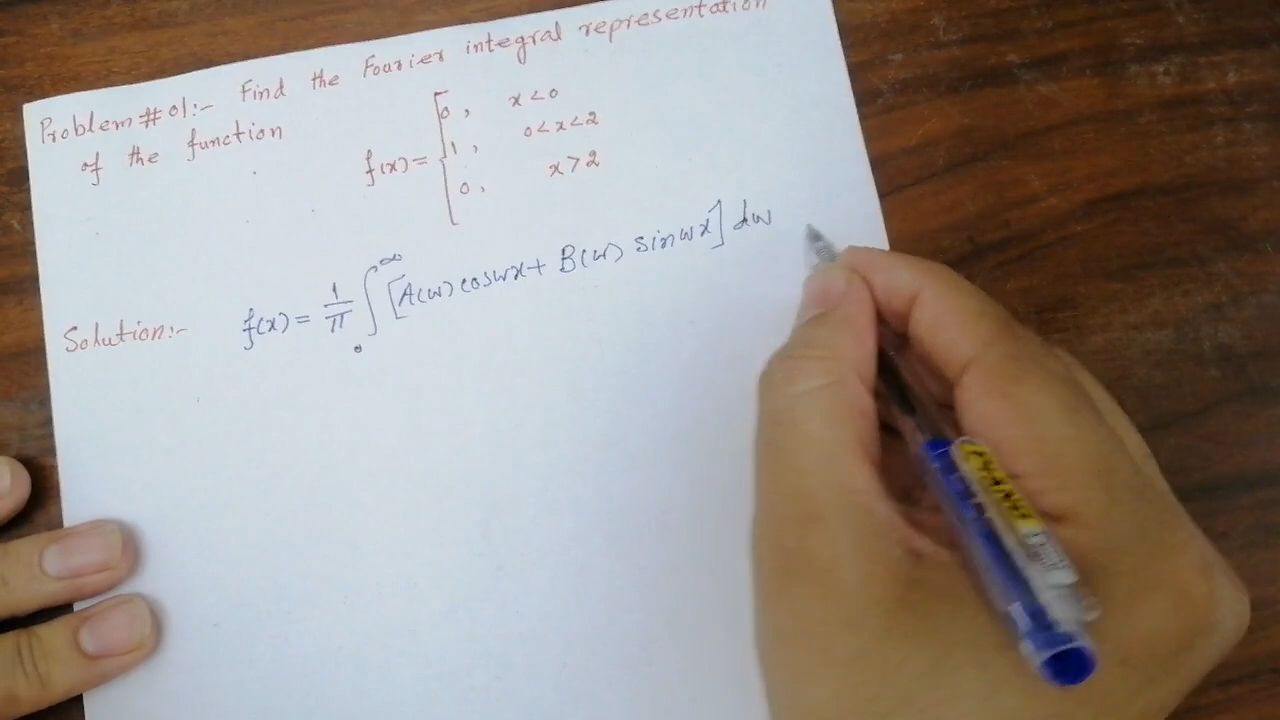 Problem # 01:- Find the Fourier integral representation
of the function
f(x) = [ 0, x<0
1, 0<x<2
0, x>2
Solution:- f(x) = 1/π ∫₀^∞ [A(w) cos wx + B(w) sin wx] dw